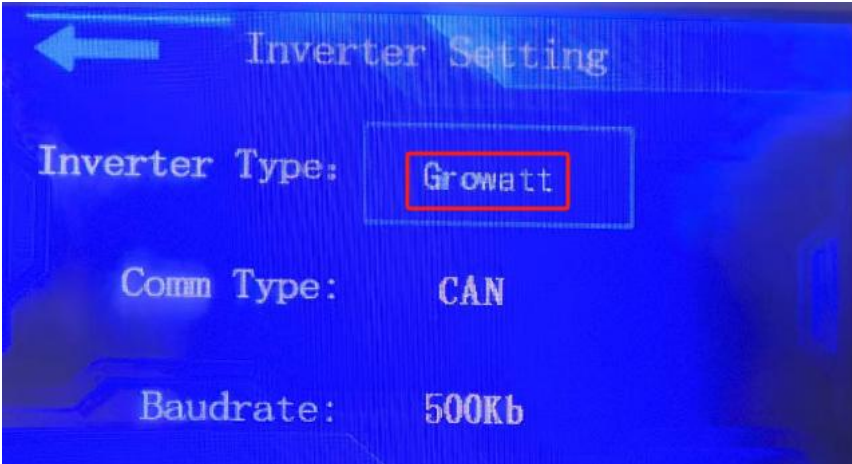 Inverter Setting
Inverter Type: Growatt
Comm Type: CAN
Baudrate: 500Kb